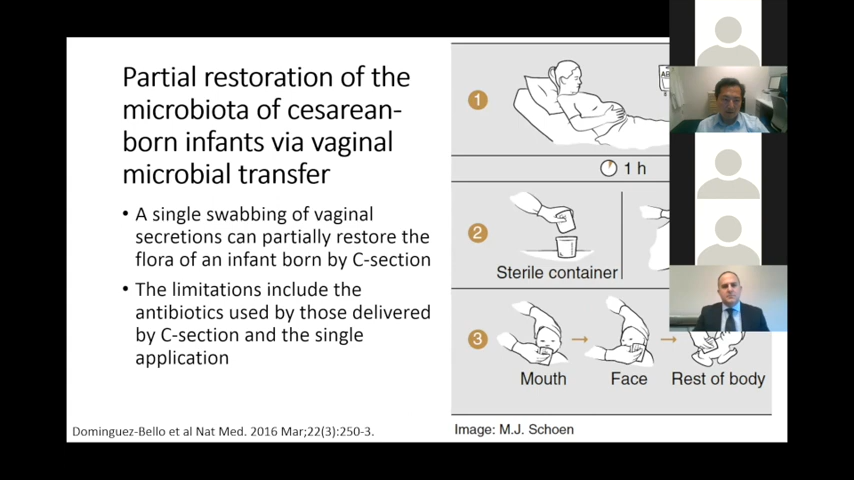 Partial restoration of the
microbiota of cesarean-
born infants via vaginal
microbial transfer
• A single swabbing of vaginal
secretions can partially restore the
flora of an infant born by C-section
• The limitations include the
antibiotics used by those delivered
by C-section and the single
application
Dominguez-Bello et al Nat Med. 2016 Mar;22(3):250-3.
1
1 h
2
Sterile container
3
Mouth
Face
Rest of body
Image: M.J. Schoen